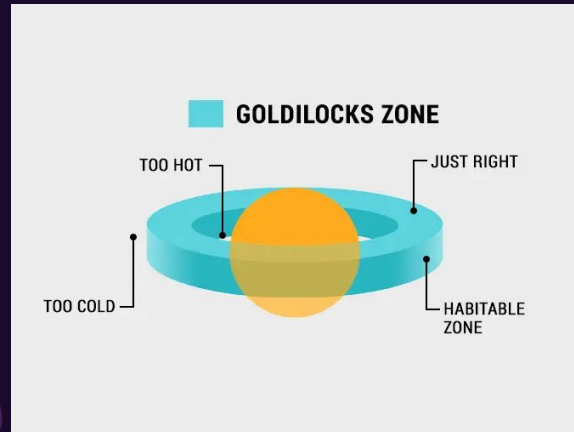 GOLDILOCKS ZONE
TOO HOT
JUST RIGHT
TOO COLD
HABITABLE
ZONE